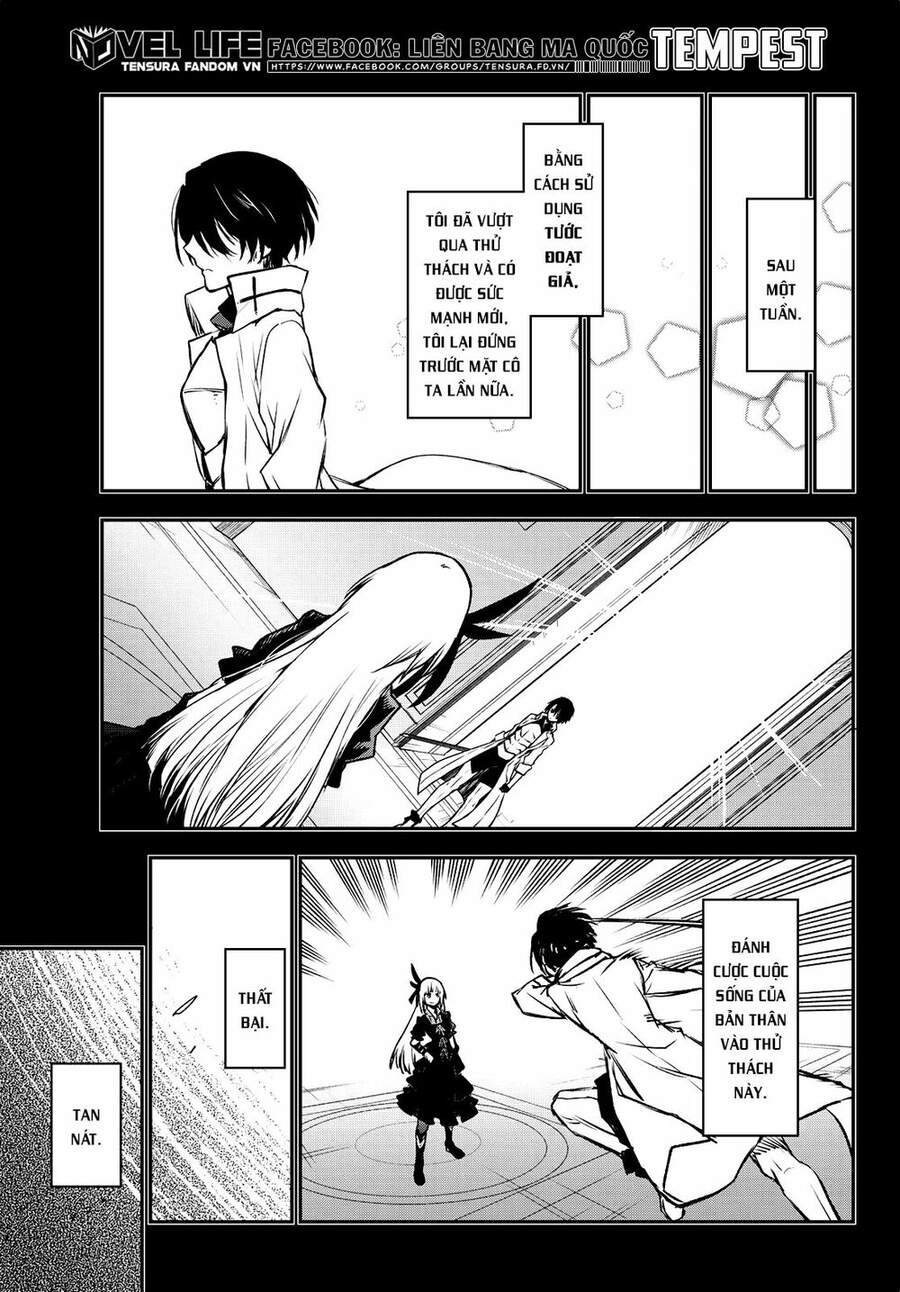 NOVEL LIFE
TENSURA FANDOM VN
FACEBOOK: LIÊN BANG MA QUỐC
HTTPS://WWW.FACEBOOK.COM/GROUPS/TENSURA.FD.VN/
TEMPEST
SAU
MỘT
TUẦN.
BẰNG
CÁCH SỬ
DỤNG
TƯỚC
ĐOẠT
GIẢ,
TÔI ĐÃ VƯỢT
QUA THỬ
THÁCH VÀ CÓ
ĐƯỢC SỨC
MẠNH MỚI,
TÔI LẠI ĐỨNG
TRƯỚC MẶT CÔ
TA LẦN NỮA.
ĐÁNH
CƯỢC CUỘC
SỐNG CỦA
BẢN THÂN
VÀO THỬ
THÁCH
NÀY.
THẤT
BẠI.
TAN
NÁT.